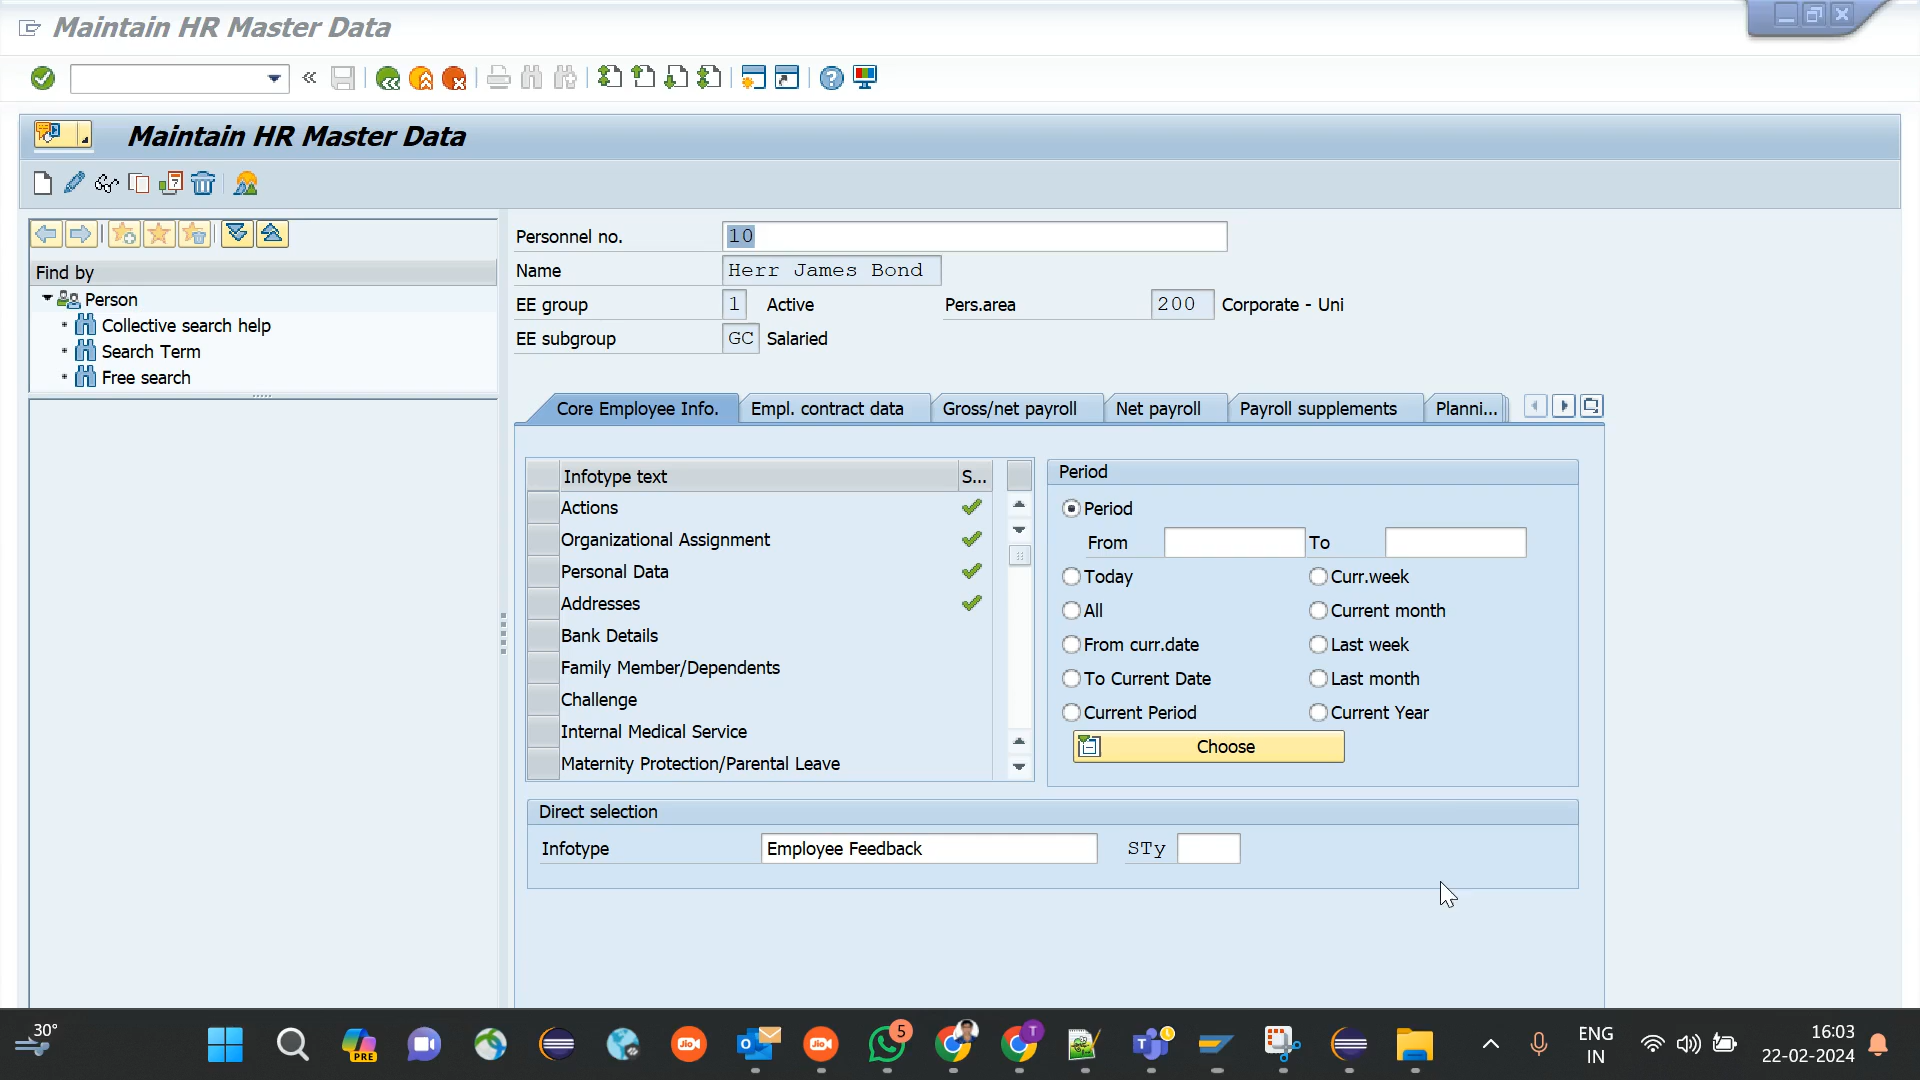 Maintain HR Master Data
Maintain HR Master Data
Find by
Person
Collective search help
Search Term
Free search
Personnel no. 10
Name Herr James Bond
EE group 1 Active Pers.area 200 Corporate - Uni
EE subgroup GC Salaried
Core Employee Info. Empl. contract data Gross/net payroll Net payroll Payroll supplements Planni...
Infotype text S...
Actions
Organizational Assignment
Personal Data
Addresses
Bank Details
Family Member/Dependents
Challenge
Internal Medical Service
Maternity Protection/Parental Leave
Period
Period
From To
Today Curr.week
All Current month
From curr.date Last week
To Current Date Last month
Current Period Current Year
Choose
Direct selection
Infotype Employee Feedback STy
30°
PRE
Jio
Jio
5
T
ENG
IN
16:03
22-02-2024